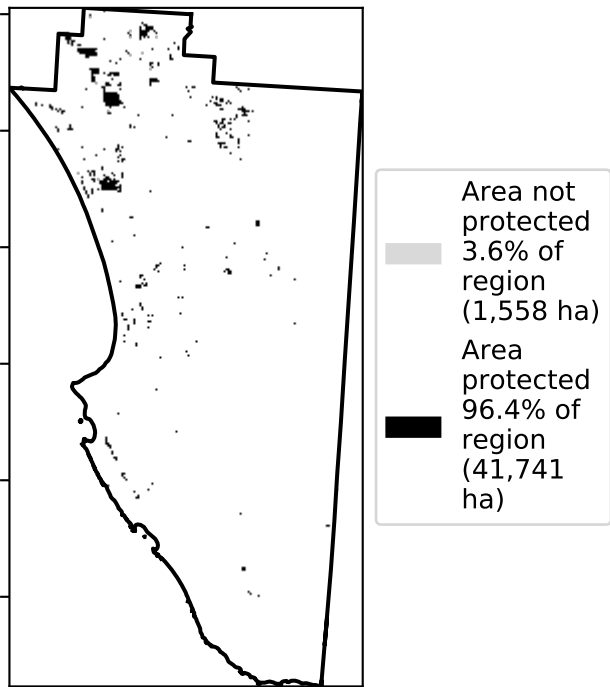 Area not
protected
3.6% of
region
(1,558 ha)
Area
protected
96.4% of
region
(41,741
ha)